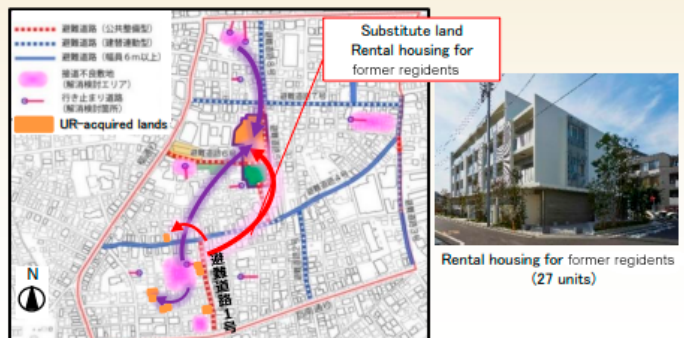 避難道路(公共整備型)
避難道路(建替連動型)
避難道路(幅員6m以上)
接道不良敷地
(解消検討エリア)
行き止まり道路
(解消検討箇所)
UR-acquired lands
Substitute land
Rental housing for
former regidents
避難道路1号
N
Rental housing for former regidents
(27 units)